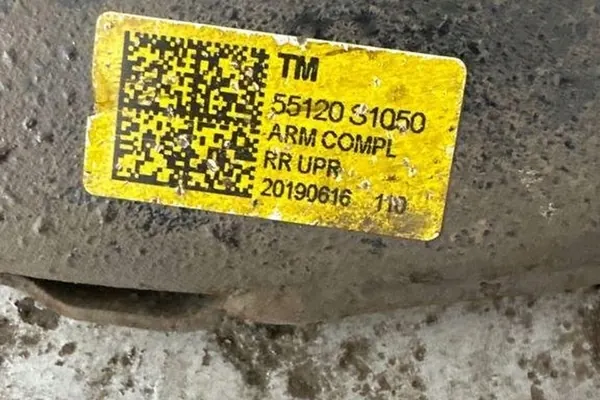 TM
55120 S1050
ARM COMPL
RR UPR
20190616 110